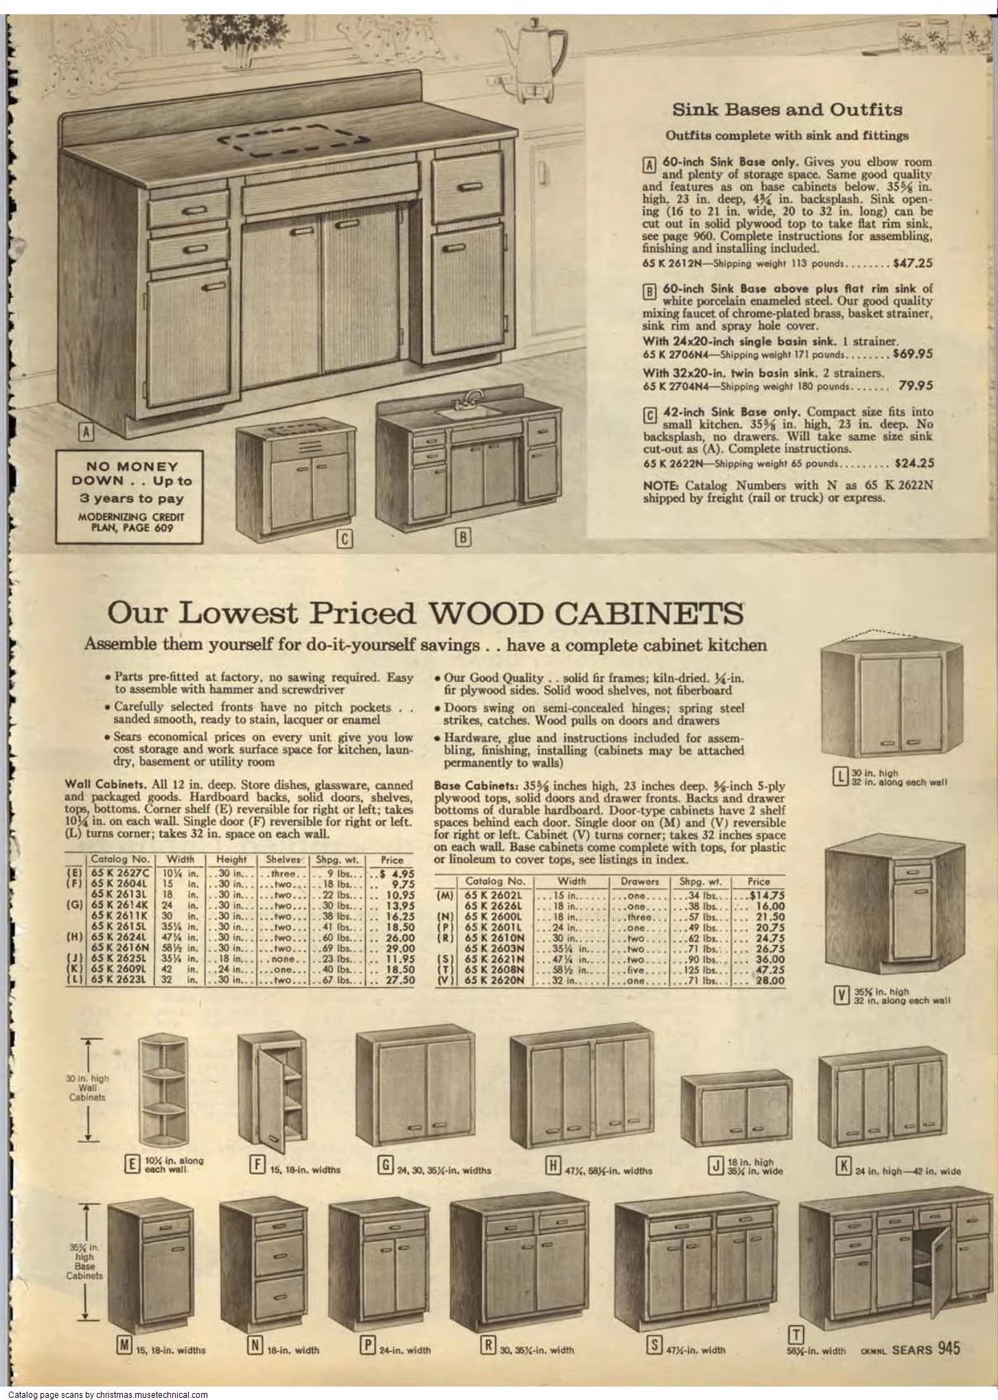 Sink Bases and Outfits
Outfits complete with sink and fittings
A 60-inch Sink Base only. Gives you elbow room
and plenty of storage space. Same good quality
and features as on base cabinets below. 35⅝ in.
high, 23 in. deep, 4¾ in. backsplash. Sink open-
ing (16 to 21 in. wide, 20 to 32 in. long) can be
cut out in solid plywood top to take flat rim sink,
see page 960. Complete instructions for assembling,
finishing and installing included.
65 K 2612N—Shipping weight 113 pounds........$47.25
B 60-inch Sink Base above plus flat rim sink of
white porcelain enameled steel. Our good quality
mixing faucet of chrome-plated brass, basket strainer,
sink rim and spray hole cover.
With 24x20-inch single basin sink. 1 strainer.
65 K 2706N4—Shipping weight 171 pounds........$69.95
With 32x20-in. twin basin sink. 2 strainers.
65 K 2704N4—Shipping weight 180 pounds....... 79.95
C 42-inch Sink Base only. Compact size fits into
small kitchen. 35⅝ in. high, 23 in. deep. No
backsplash, no drawers. Will take same size sink
cut-out as (A). Complete instructions.
65 K 2622N—Shipping weight 65 pounds......... $24.25
NOTE: Catalog Numbers with N as 65 K 2622N
shipped by freight (rail or truck) or express.
A
NO MONEY
DOWN . . Up to
3 years to pay
MODERNIZING CREDIT
PLAN, PAGE 609
C
B
Our Lowest Priced WOOD CABINETS
Assemble them yourself for do-it-yourself savings . . have a complete cabinet kitchen
• Parts pre-fitted at factory, no sawing required. Easy
to assemble with hammer and screwdriver
• Carefully selected fronts have no pitch pockets . .
sanded smooth, ready to stain, lacquer or enamel
• Sears economical prices on every unit give you low
cost storage and work surface space for kitchen, laun-
dry, basement or utility room
• Our Good Quality . . solid fir frames; kiln-dried. ¼-in.
fir plywood sides. Solid wood shelves, not fiberboard
• Doors swing on semi-concealed hinges; spring steel
strikes, catches. Wood pulls on doors and drawers
• Hardware, glue and instructions included for assem-
bling, finishing, installing (cabinets may be attached
permanently to walls)
Wall Cabinets. All 12 in. deep. Store dishes, glassware, canned
and packaged goods. Hardboard backs, solid doors, shelves,
tops, bottoms. Corner shelf (E) reversible for right or left; takes
10¼ in. on each wall. Single door (F) reversible for right or left.
(L) turns corner; takes 32 in. space on each wall.
Catalog No. Width Height Shelves Shpg. wt. Price
(E) 65 K 2627C 10¼ in. ..30 in... ..three.. .. 9 lbs... ..$ 4.95
(F) 65 K 2604L 15 in. ..30 in... ...two... ..18 lbs... .. 9.75
65 K 2613L 18 in. ..30 in... ...two... ..22 lbs... .. 10.95
(G) 65 K 2614K 24 in. ..30 in... ...two... ..30 lbs... .. 13.95
65 K 2611K 30 in. ..30 in... ...two... ..38 lbs... .. 16.25
65 K 2615L 35¼ in. ..30 in... ...two... ..41 lbs... .. 18.50
(H) 65 K 2624L 47¼ in. ..30 in... ...two... ..60 lbs... .. 26.00
65 K 2616N 58½ in. ..30 in... ...two... ..69 lbs... .. 29.00
(J) 65 K 2625L 35¼ in. ..18 in... ..none.. ..23 lbs... .. 11.95
(K) 65 K 2609L 42 in. ..24 in... ...one... ..40 lbs... .. 18.50
(L) 65 K 2623L 32 in. ..30 in... ...two... ..67 lbs... .. 27.50
Base Cabinets: 35⅝ inches high, 23 inches deep. ⅝-inch 5-ply
plywood tops, solid doors and drawer fronts. Backs and drawer
bottoms of durable hardboard. Door-type cabinets have 2 shelf
spaces behind each door. Single door on (M) and (V) reversible
for right or left. Cabinet (V) turns corner; takes 32 inches space
on each wall. Base cabinets come complete with tops, for plastic
or linoleum to cover tops, see listings in index.
Catalog No. Width Drawers Shpg. wt. Price
(M) 65 K 2602L ...15 in....... ...one.... ...34 lbs... ...$14.75
65 K 2626L ...18 in....... ...one.... ...38 lbs... ... 16.00
(N) 65 K 2600L ...18 in....... ...three... ...57 lbs... ... 21.50
(P) 65 K 2601L ...24 in....... ...one.... ...49 lbs... ... 20.75
(R) 65 K 2610N ...30 in....... ...two.... ...62 lbs... ... 24.75
65 K 2603N ...35¼ in..... ...two.... ...71 lbs... ... 26.75
(S) 65 K 2621N ...47¼ in..... ...two.... ...90 lbs... ... 36.00
(T) 65 K 2608N ...58½ in..... ...five.... ...125 lbs... ... 47.25
(V) 65 K 2620N ...32 in....... ...one.... ...71 lbs... ... 28.00
L 30 in. high
32 in. along each wall
V 35⅝ in. high
32 in. along each wall
30 in. high
Wall
Cabinets
E 10¼ in. along
each wall
F 15, 18-in. widths
G 24, 30, 35¼-in. widths
H 47¼, 58½-in. widths
J 18 in. high
35¼ in. wide
K 24 in. high—42 in. wide
35⅝ in.
high
Base
Cabinets
M 15, 18-in. widths
N 18-in. width
P 24-in. width
R 30, 35¼-in. width
S 47¼-in. width
T
58½-in. width
CKMNL SEARS 945
Catalog page scans by christmas.musetechnical.com